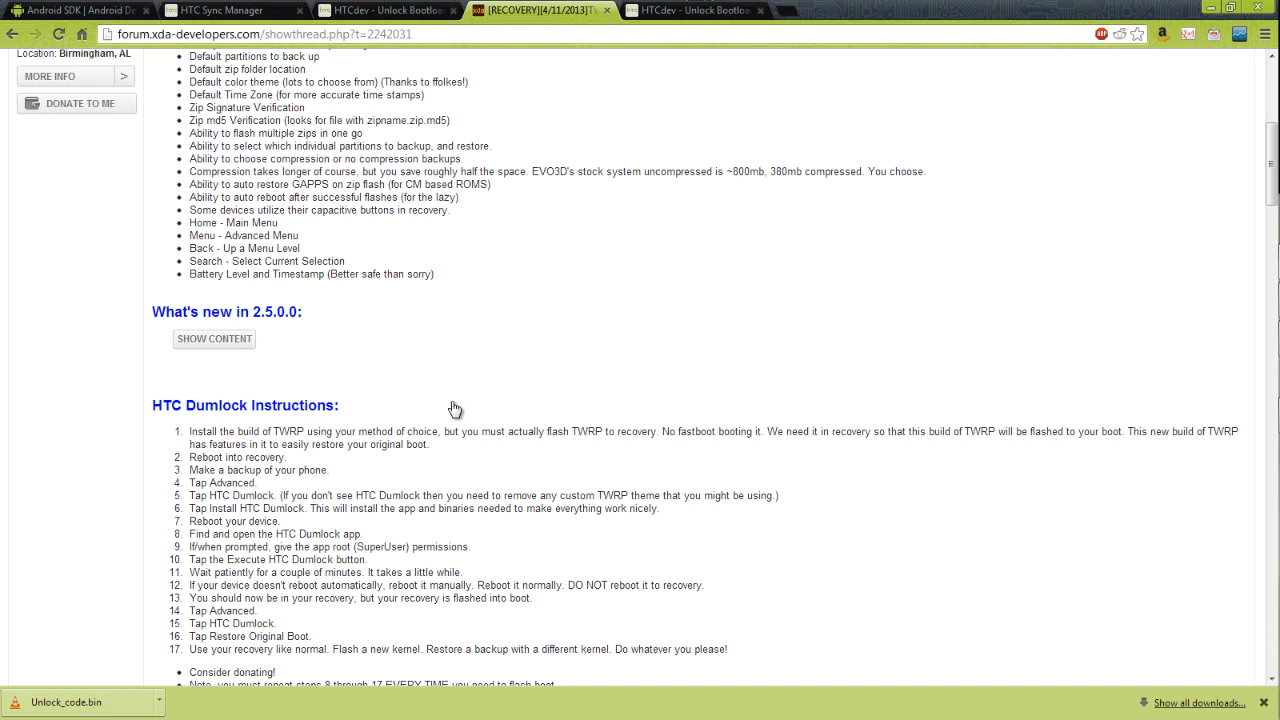 Android SDK | Android De
HTC Sync Manager
HTCdev - Unlock Bootloa
[RECOVERY][4/11/2013]TV
HTCdev - Unlock Bootloa
forum.xda-developers.com/showthread.php?t=2242031
Location: Birmingham, AL
MORE INFO >
DONATE TO ME
Default partitions to back up
Default zip folder location
Default color theme (lots to choose from) (Thanks to ffolkes!)
Default Time Zone (for more accurate time stamps)
Zip Signature Verification
Zip md5 Verification (looks for file with zipname.zip.md5)
Ability to flash multiple zips in one go
Ability to select which individual partitions to backup, and restore.
Ability to choose compression or no compression backups.
Compression takes longer of course, but you save roughly half the space. EVO3D's stock system uncompressed is ~800mb, 380mb compressed. You choose.
Ability to auto restore GAPPS on zip flash (for CM based ROMS)
Ability to auto reboot after successful flashes (for the lazy)
Some devices utilize their capacitive buttons in recovery.
Home - Main Menu
Menu - Advanced Menu
Back - Up a Menu Level
Search - Select Current Selection
Battery Level and Timestamp (Better safe than sorry)
What's new in 2.5.0.0:
SHOW CONTENT
HTC Dumlock Instructions:
1. Install the build of TWRP using your method of choice, but you must actually flash TWRP to recovery. No fastboot booting it. We need it in recovery so that this build of TWRP will be flashed to your boot. This new build of TWRP
has features in it to easily restore your original boot.
2. Reboot into recovery.
3. Make a backup of your phone.
4. Tap Advanced.
5. Tap HTC Dumlock. (If you don't see HTC Dumlock then you need to remove any custom TWRP theme that you might be using.)
6. Tap Install HTC Dumlock. This will install the app and binaries needed to make everything work nicely.
7. Reboot your device.
8. Find and open the HTC Dumlock app.
9. If/when prompted, give the app root (SuperUser) permissions.
10. Tap the Execute HTC Dumlock button.
11. Wait patiently for a couple of minutes. It takes a little while.
12. If your device doesn't reboot automatically, reboot it manually. Reboot it normally. DO NOT reboot it to recovery.
13. You should now be in your recovery, but your recovery is flashed into boot.
14. Tap Advanced.
15. Tap HTC Dumlock.
16. Tap Restore Original Boot.
17. Use your recovery like normal. Flash a new kernel. Restore a backup with a different kernel. Do whatever you please!
Consider donating!
Note, you must repeat steps 8 through 17 EVERY TIME you need to flash boot
Unlock_code.bin
Show all downloads...